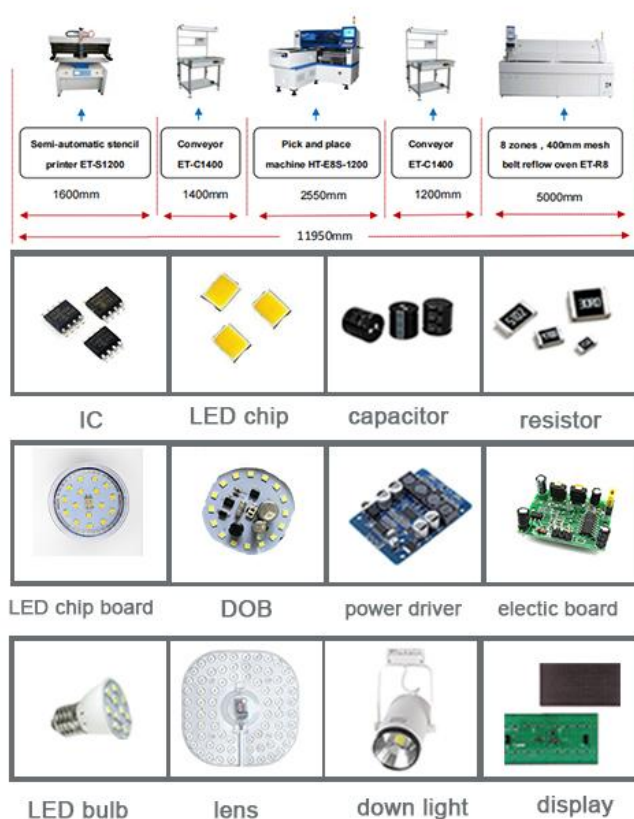 Semi-automatic stencil
printer ET-S1200
Conveyor
ET-C1400
Pick and place
machine HT-E8S-1200
Conveyor
ET-C1400
8 zones , 400mm mesh
belt reflow oven ET-R8
1600mm
1400mm
2550mm
1200mm
5000mm
11950mm
5102
IC
LED chip
capacitor
resistor
LED chip board
DOB
power driver
electic board
LED bulb
lens
down light
display